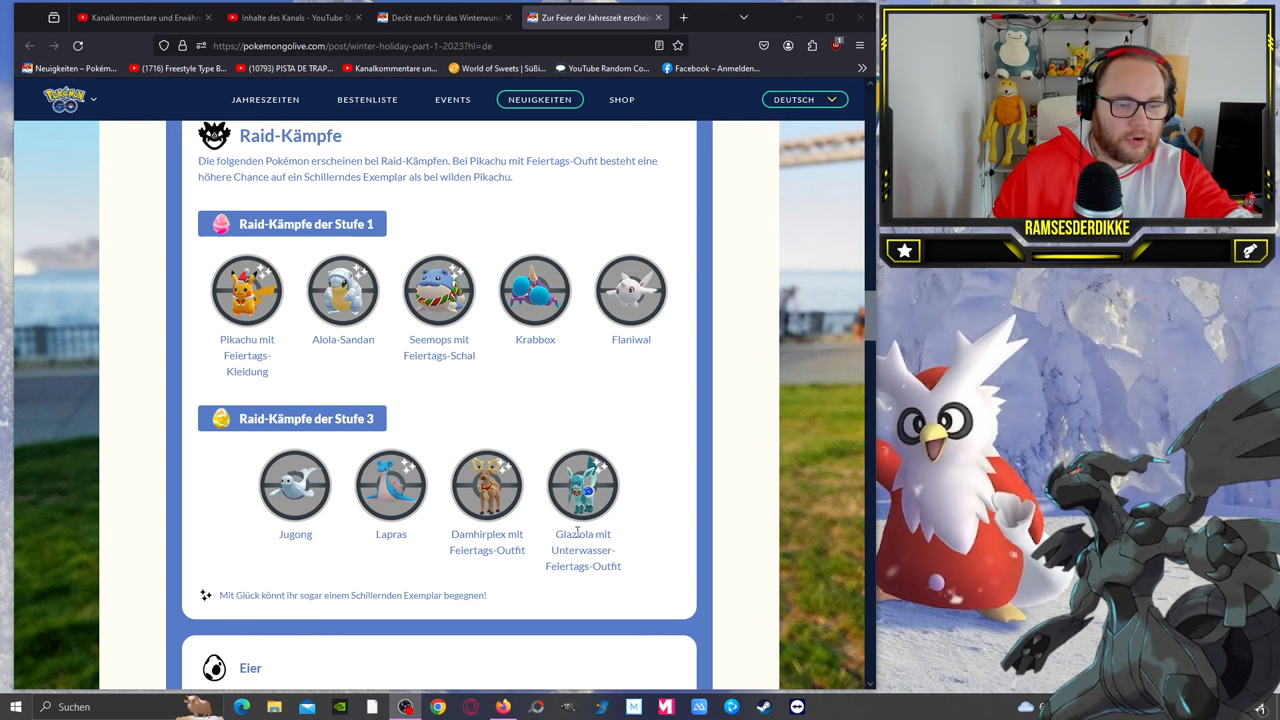 Kanalkommentare und Erwähn
Inhalte des Kanals - YouTube S
Deckt euch für das Winterwun
Zur Feier der Jahreszeit erschei
https://pokemongolive.com/post/winter-holiday-part-1-2023?hl=de
Neuigkeiten – Pokém...
(1716) Freestyle Type B...
(10793) PISTA DE TRAP...
Kanalkommentare un...
World of Sweets | Süßi...
YouTube Random Co...
Facebook – Anmelden...
POKÉMON GO
JAHRESZEITEN
BESTENLISTE
EVENTS
NEUIGKEITEN
SHOP
DEUTSCH
Raid-Kämpfe
Die folgenden Pokémon erscheinen bei Raid-Kämpfen. Bei Pikachu mit Feiertags-Oufit besteht eine
höhere Chance auf ein Schillerndes Exemplar als bei wilden Pikachu.
Raid-Kämpfe der Stufe 1
Pikachu mit
Feiertags-
Kleidung
Alola-Sandan
Seemops mit
Feiertags-Schal
Krabbox
Flaniwal
Raid-Kämpfe der Stufe 3
Jugong
Lapras
Damhirplex mit
Feiertags-Outfit
Glaziola mit
Unterwasser-
Feiertags-Outfit
Mit Glück könnt ihr sogar einem Schillernden Exemplar begegnen!
Eier
RAMSESDERDIKKE
Suchen